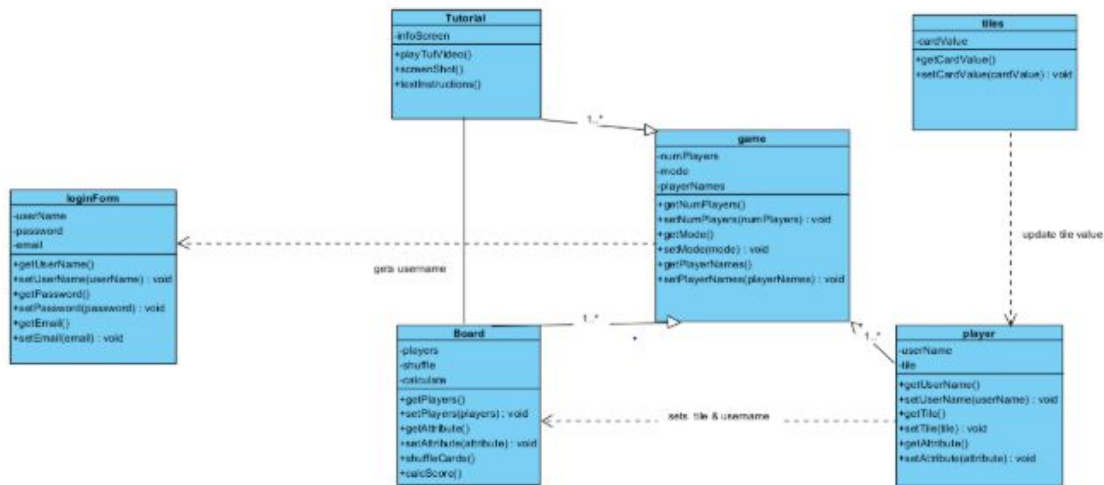 Tutorial
-infoScreen
+playTutVideo()
+screenShot()
+textInstructions()
tiles
-cardValue
+getCardValue()
+setCardValue(cardValue) : void
1..*
game
-numPlayers
-mode
-playerNames
+getNumPlayers()
+setNumPlayers(numPlayers) : void
+getMode()
+setMode(mode) : void
+getPlayerNames()
+setPlayerNames(playerNames) : void
loginForm
-userName
-password
-email
+getUserName()
+setUserName(userName) : void
+getPassword()
+setPassword(password) : void
+getEmail()
+setEmail(email) : void
gets username
update tile value
1..*
1..*
Board
-players
-shuffle
-calculate
+getPlayers()
+setPlayers(players) : void
+getAttribute()
+setAttribute(attribute) : void
+shuffleCards()
+calcScore()
sets tile & username
player
-userName
-tile
+getUserName()
+setUserName(userName) : void
+getTile()
+setTile(tile) : void
+getAttribute()
+setAttribute(attribute) : void